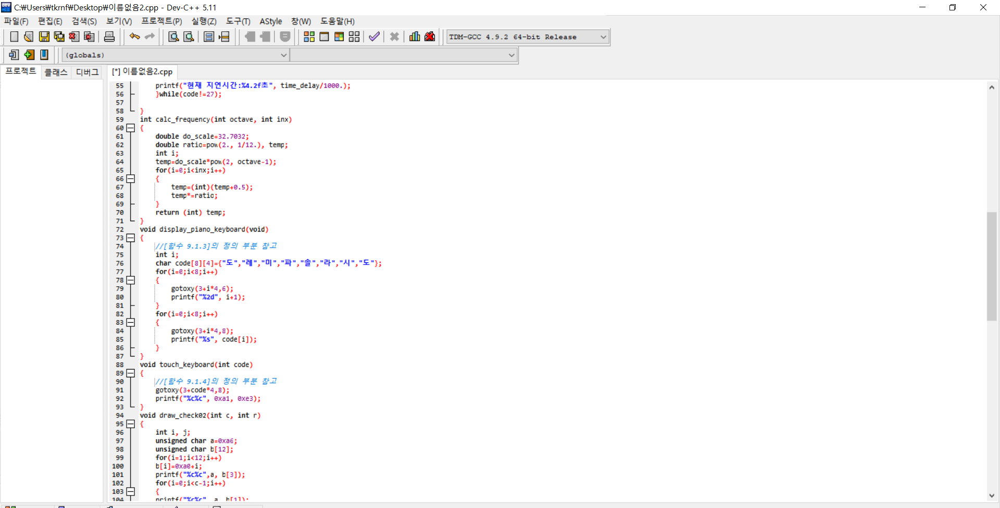 C:₩Users₩tkrnf₩Desktop₩이름없음2.cpp - Dev-C++ 5.11
파일(F) 편집(E) 검색(S) 보기(V) 프로젝트(P) 실행(Z) 도구(T) AStyle 창(W) 도움말(H)
TDM-GCC 4.9.2 64-bit Release
(globals)
프로젝트 클래스 디버그 [*] 이름없음2.cpp
55 printf("현재 지연시간:%4.2f초", time_delay/1000.);
56 }while(code!=27);
57
58 }
59 int calc_frequency(int octave, int inx)
60 {
61 double do_scale=32.7032;
62 double ratio=pow(2., 1/12.), temp;
63 int i;
64 temp=do_scale*pow(2, octave-1);
65 for(i=0;i<inx;i++)
66 {
67 temp=(int)(temp+0.5);
68 temp*=ratio;
69 }
70 return (int) temp;
71 }
72 void display_piano_keyboard(void)
73 {
74 //[함수 9.1.3]의 정의 부분 참고
75 int i;
76 char code[8][4]={"도","레","미","파","솔","라","시","도"};
77 for(i=0;i<8;i++)
78 {
79 gotoxy(3+i*4,6);
80 printf("%2d", i+1);
81 }
82 for(i=0;i<8;i++)
83 {
84 gotoxy(3+i*4,8);
85 printf("%s", code[i]);
86 }
87 }
88 void touch_keyboard(int code)
89 {
90 //[함수 9.1.4]의 정의 부분 참고
91 gotoxy(3+code*4,8);
92 printf("%c%c", 0xa1, 0xe3);
93 }
94 void draw_check02(int c, int r)
95 {
96 int i, j;
97 unsigned char a=0xa6;
98 unsigned char b[12];
99 for(i=1;i<12;i++)
100 b[i]=0xa0+i;
101 printf("%c%c",a, b[3]);
102 for(i=0;i<c-1;i++)
103 {
104 printf("%c%c", a, b[1]);